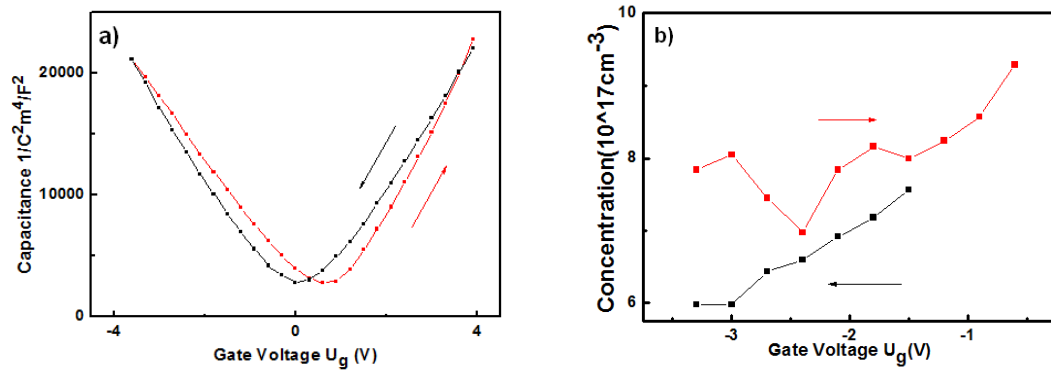 a)
Capacitance 1/C²m⁴/F²
20000
10000
0
-4
0
4
Gate Voltage Ug (V)
b)
Concentration(10^17cm⁻³)
10
8
6
-3
-2
-1
Gate Voltage Ug(V)